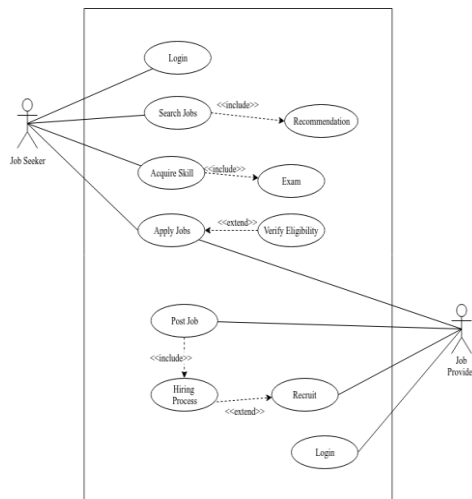 Login
Search Jobs
<<include>>
Recommendation
Job Seeker
Acquire Skill
<<include>>
Exam
Apply Jobs
<<extend>>
Verify Eligibility
Post Job
<<include>>
Job
Provider
Hiring
Process
<<extend>>
Recruit
Login